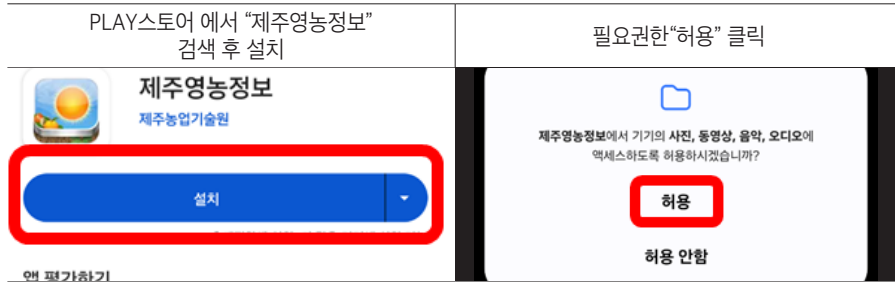 PLAY스토어 에서 “제주영농정보”
검색 후 설치
필요권한“허용” 클릭
제주영농정보
제주농업기술원
설치
앱 평가하기
제주영농정보에서 기기의 사진, 동영상, 음악, 오디오에
액세스하도록 허용하시겠습니까?
허용
허용 안함